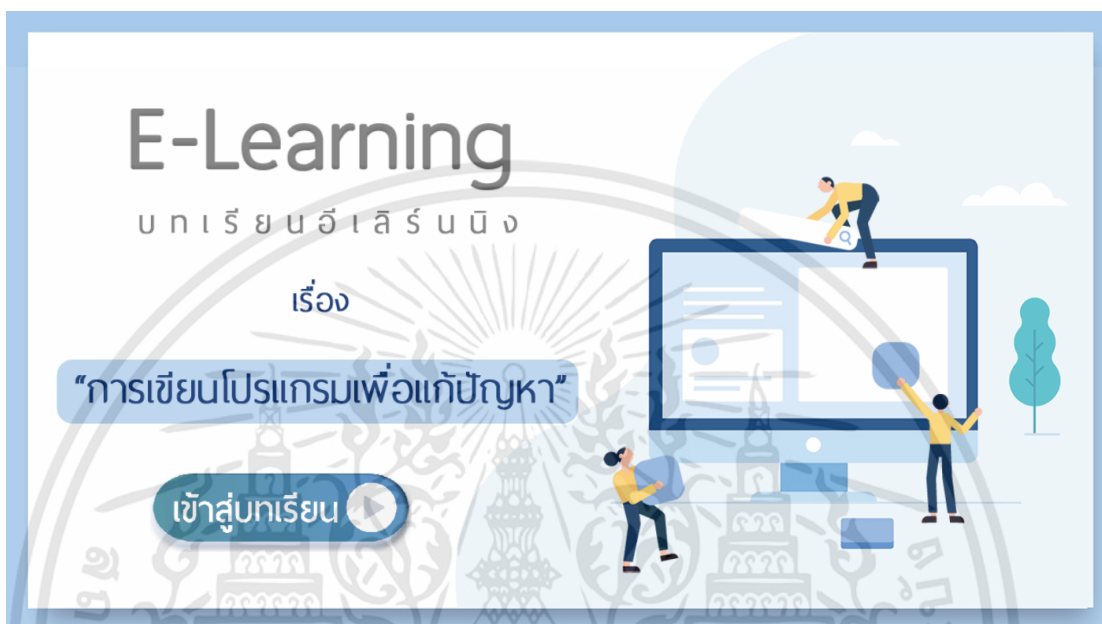 E-Learning
บทเรียนอีเลิร์นนิง
เรื่อง
“การเขียนโปรแกรมเพื่อแก้ปัญหา”
เข้าสู่บทเรียน